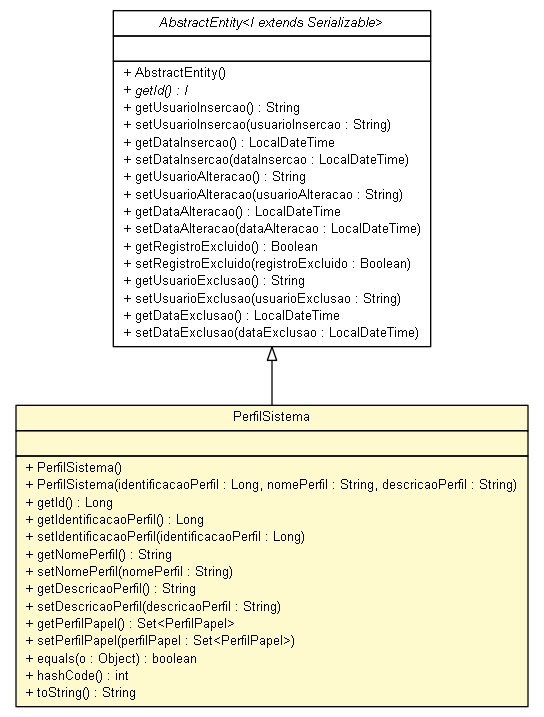 AbstractEntity<I extends Serializable>
+ AbstractEntity()
+ getId() : I
+ getUsuarioInsercao() : String
+ setUsuarioInsercao(usuarioInsercao : String)
+ getDataInsercao() : LocalDateTime
+ setDataInsercao(dataInsercao : LocalDateTime)
+ getUsuarioAlteracao() : String
+ setUsuarioAlteracao(usuarioAlteracao : String)
+ getDataAlteracao() : LocalDateTime
+ setDataAlteracao(dataAlteracao : LocalDateTime)
+ getRegistroExcluido() : Boolean
+ setRegistroExcluido(registroExcluido : Boolean)
+ getUsuarioExclusao() : String
+ setUsuarioExclusao(usuarioExclusao : String)
+ getDataExclusao() : LocalDateTime
+ setDataExclusao(dataExclusao : LocalDateTime)
PerfilSistema
+ PerfilSistema()
+ PerfilSistema(identificacaoPerfil : Long, nomePerfil : String, descricaoPerfil : String)
+ getId() : Long
+ getIdentificacaoPerfil() : Long
+ setIdentificacaoPerfil(identificacaoPerfil : Long)
+ getNomePerfil() : String
+ setNomePerfil(nomePerfil : String)
+ getDescricaoPerfil() : String
+ setDescricaoPerfil(descricaoPerfil : String)
+ getPerfilPapel() : Set<PerfilPapel>
+ setPerfilPapel(perfilPapel : Set<PerfilPapel>)
+ equals(o : Object) : boolean
+ hashCode() : int
+ toString() : String